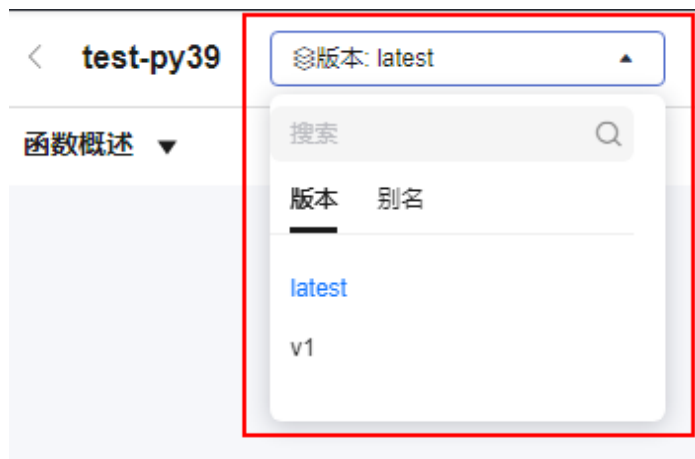 test-py39 版本: latest
函数概述
搜索
版本 别名
latest
v1